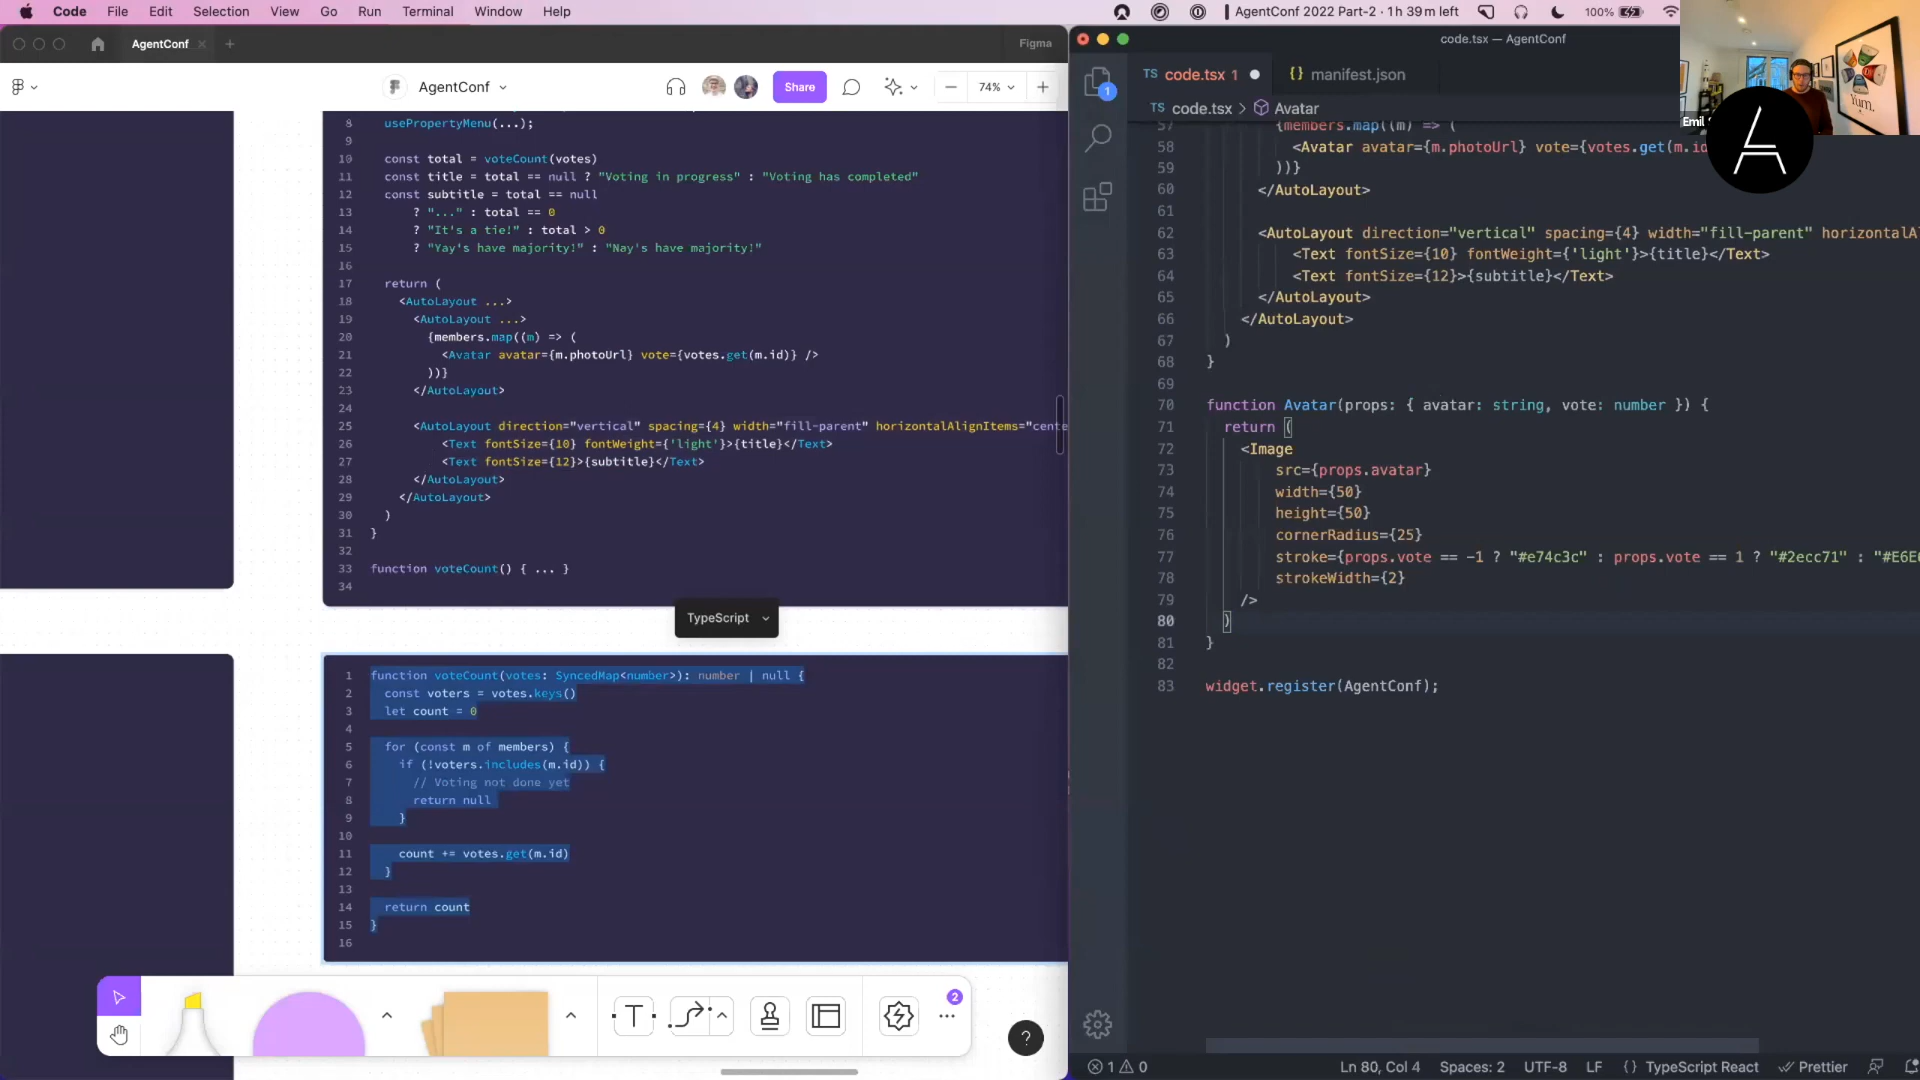 Code File Edit Selection View Go Run Terminal Window Help
AgentConf 2022 Part-2 · 1h 39m left
100%
AgentConf
Figma
AgentConf
Share
74%
8 usePropertyMenu(...);
9
10 const total = voteCount(votes)
11 const title = total == null ? "Voting in progress" : "Voting has completed"
12 const subtitle = total == null
13 ? "..." : total == 0
14 ? "It's a tie!" : total > 0
15 ? "Yay's have majority!" : "Nay's have majority!"
16
17 return (
18 <AutoLayout ...>
19 <AutoLayout ...>
20 {members.map((m) => (
21 <Avatar avatar={m.photoUrl} vote={votes.get(m.id)} />
22 ))}
23 </AutoLayout>
24
25 <AutoLayout direction="vertical" spacing={4} width="fill-parent" horizontalAlignItems="cente
26 <Text fontSize={10} fontWeight={'light'}>{title}</Text>
27 <Text fontSize={12}>{subtitle}</Text>
28 </AutoLayout>
29 </AutoLayout>
30 )
31 }
32
33 function voteCount() { ... }
34
TypeScript
1 function voteCount(votes: SyncedMap<number>): number | null {
2 const voters = votes.keys()
3 let count = 0
4
5 for (const m of members) {
6 if (!voters.includes(m.id)) {
7 // Voting not done yet
8 return null
9 }
10
11 count += votes.get(m.id)
12 }
13
14 return count
15 }
16
T
2
?
code.tsx — AgentConf
TS code.tsx 1
{} manifest.json
1
TS code.tsx > Avatar
57 {members.map((m) => (
58 <Avatar avatar={m.photoUrl} vote={votes.get(m.id
59 ))}
60 </AutoLayout>
61
62 <AutoLayout direction="vertical" spacing={4} width="fill-parent" horizontalAl
63 <Text fontSize={10} fontWeight={'light'}>{title}</Text>
64 <Text fontSize={12}>{subtitle}</Text>
65 </AutoLayout>
66 </AutoLayout>
67 )
68 }
69
70 function Avatar(props: { avatar: string, vote: number }) {
71 return (
72 <Image
73 src={props.avatar}
74 width={50}
75 height={50}
76 cornerRadius={25}
77 stroke={props.vote == -1 ? "#e74c3c" : props.vote == 1 ? "#2ecc71" : "#E6E
78 strokeWidth={2}
79 />
80 )
81 }
82
83 widget.register(AgentConf);
1 0
Ln 80, Col 4 Spaces: 2 UTF-8 LF {} TypeScript React Prettier
Emil
Yum.